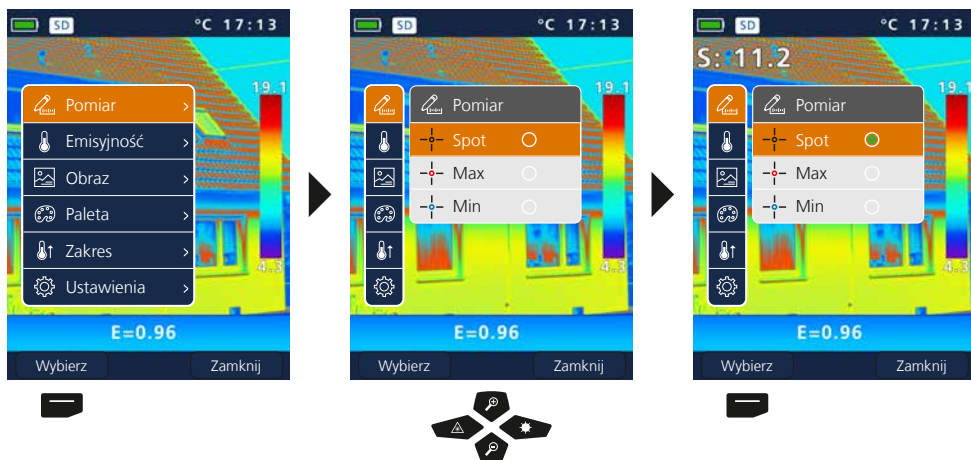 SD °C 17:13
19.1
Pomiar
Emisyjność
Obraz
Paleta
Zakres
Ustawienia
4.3
E=0.96
Wybierz Zamknij
SD °C 17:13
19.1
Pomiar
Spot
Max
Min
4.3
E=0.96
Wybierz Zamknij
SD °C 17:13
S: 11.2
19.1
Pomiar
Spot
Max
Min
4.3
E=0.96
Wybierz Zamknij